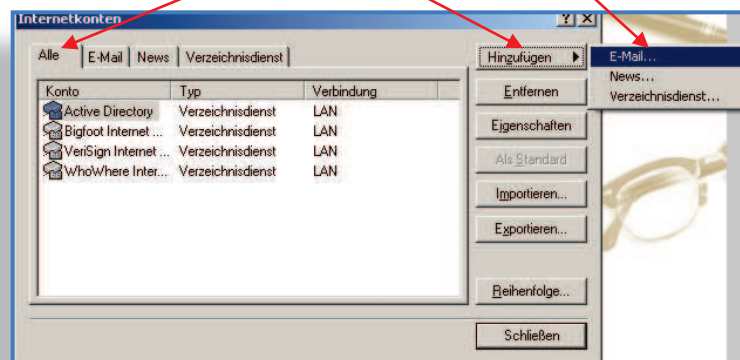 Internetkonten
Alle E-Mail News Verzeichnisdienst
Konto Typ Verbindung
Active Directory Verzeichnisdienst LAN
Bigfoot Internet ... Verzeichnisdienst LAN
VeriSign Internet ... Verzeichnisdienst LAN
WhoWhere Inter... Verzeichnisdienst LAN
Hinzufügen
Entfernen
Eigenschaften
Als Standard
Importieren...
Exportieren...
Reihenfolge...
Schließen
E-Mail...
News...
Verzeichnisdienst...